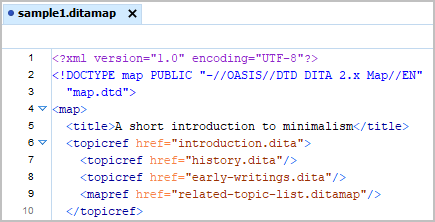 sample1.ditamap
1 <?xml version="1.0" encoding="UTF-8"?>
2 <!DOCTYPE map PUBLIC "-//OASIS//DTD DITA 2.x Map//EN"
3 "map.dtd">
4 <map>
5 <title>A short introduction to minimalism</title>
6 <topicref href="introduction.dita">
7 <topicref href="history.dita"/>
8 <topicref href="early-writings.dita"/>
9 <mapref href="related-topic-list.ditamap"/>
10 </topicref>